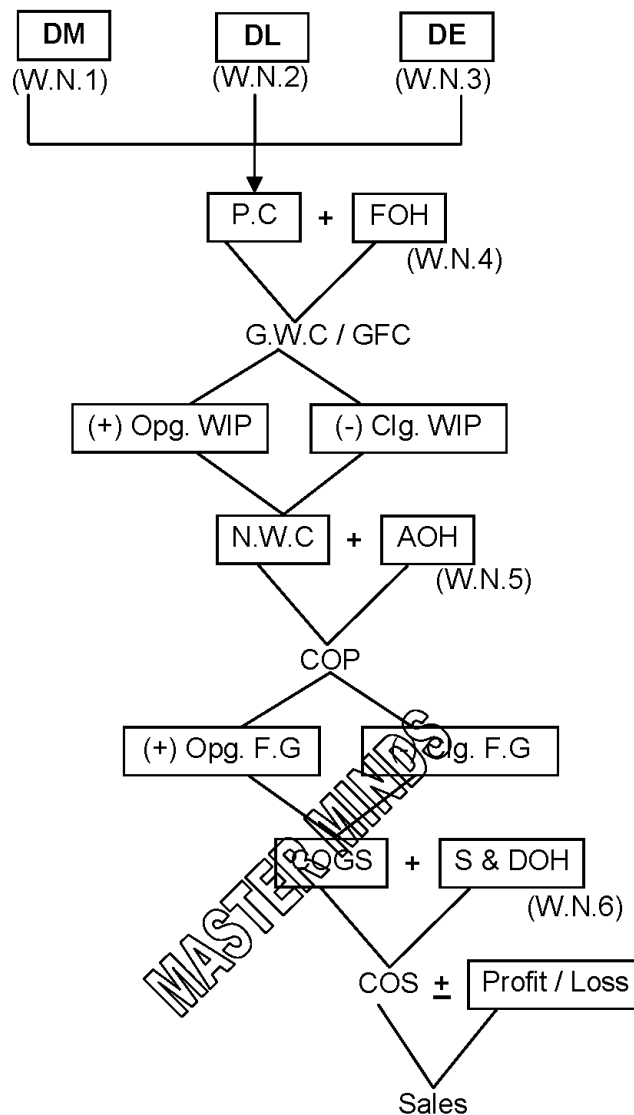 DM DL DE
(W.N.1) (W.N.2) (W.N.3)
P.C + FOH
(W.N.4)
G.W.C / GFC
(+) Opg. WIP (-) Clg. WIP
N.W.C + AOH
(W.N.5)
COP
(+) Opg. F.G (-) Clg. F.G
MASTER MINDS
COGS + S & DOH
(W.N.6)
COS ± Profit / Loss
Sales